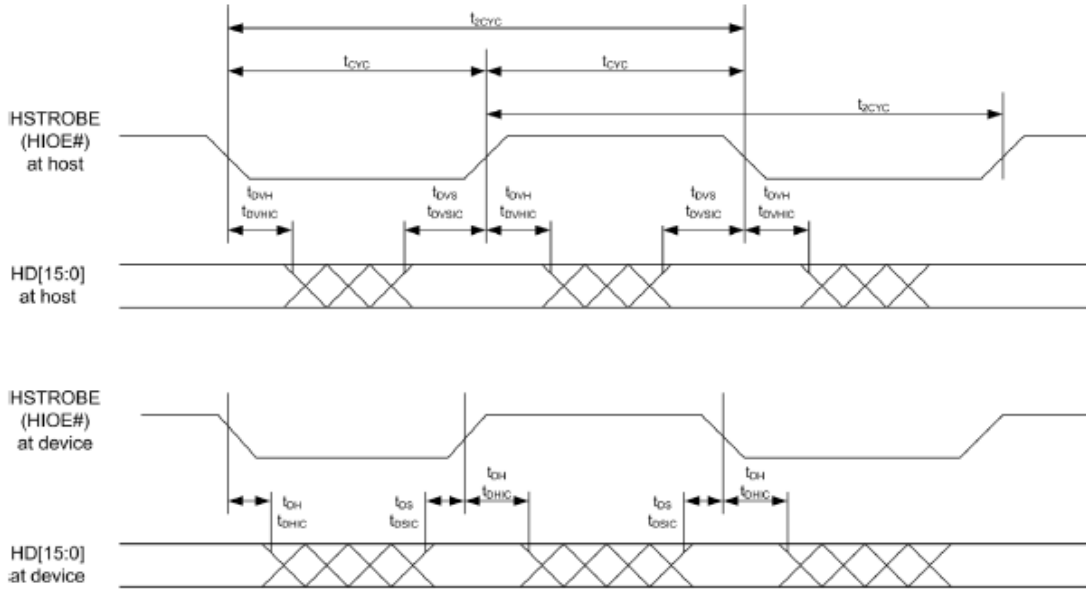 t2CYC
tCYC tCYC
t2CYC
HSTROBE
(HIOE#)
at host
tDVH tDVS tDVH tDVS tDVH
tDVHIC tDVSIC tDVHIC tDVSIC tDVHIC
HD[15:0]
at host
HSTROBE
(HIOE#)
at device
tDH tDH
tDH tDS tDHIC tDS tDHIC
tDHIC tDSIC tDSIC
HD[15:0]
at device